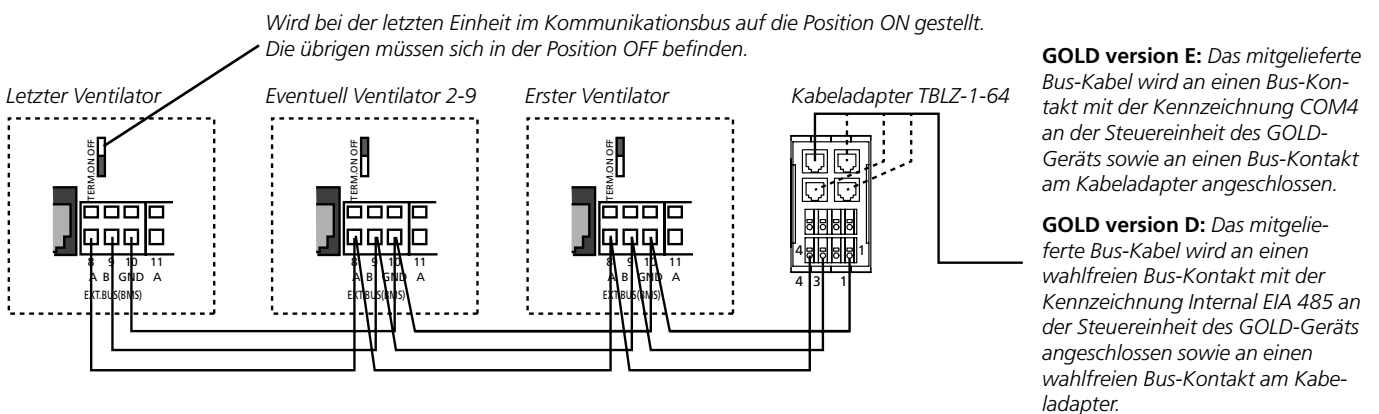 Wird bei der letzten Einheit im Kommunikationsbus auf die Position ON gestellt.
Die übrigen müssen sich in der Position OFF befinden.
Letzter Ventilator
Eventuell Ventilator 2-9
Erster Ventilator
Kabeladapter TBLZ-1-64
TERM.ON OFF
8 9 10 11
A B GND A
EXT.BUS(BMS)
TERM.ON OFF
8 9 10 11
A B GND A
EXT.BUS(BMS)
TERM.ON OFF
8 9 10 11
A B GND A
EXT.BUS(BMS)
4 1
4 3 1
GOLD version E: Das mitgelieferte
Bus-Kabel wird an einen Bus-Kon-
takt mit der Kennzeichnung COM4
an der Steuereinheit des GOLD-
Geräts sowie an einen Bus-Kontakt
am Kabeladapter angeschlossen.
GOLD version D: Das mitgelie-
ferte Bus-Kabel wird an einen
wahlfreien Bus-Kontakt mit der
Kennzeichnung Internal EIA 485 an
der Steuereinheit des GOLD-Geräts
angeschlossen sowie an einen
wahlfreien Bus-Kontakt am Kabe-
ladapter.